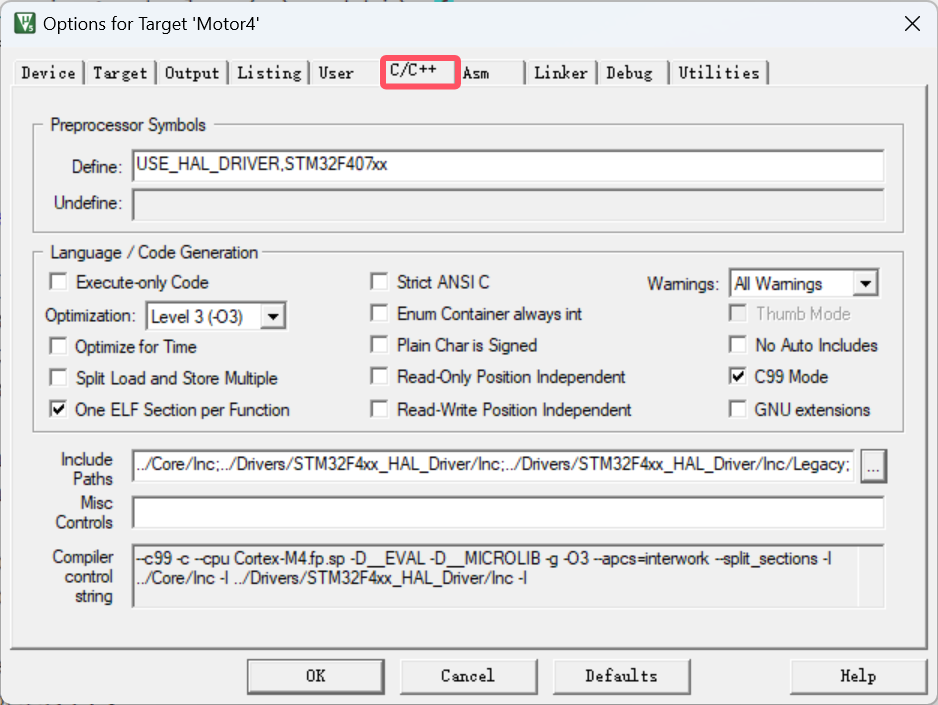 Options for Target 'Motor4'
Device Target Output Listing User C/C++ Asm Linker Debug Utilities
Preprocessor Symbols
Define: USE_HAL_DRIVER,STM32F407xx
Undefine:
Language / Code Generation
Execute-only Code Strict ANSI C Warnings: All Warnings
Optimization: Level 3 (-O3) Enum Container always int Thumb Mode
Optimize for Time Plain Char is Signed No Auto Includes
Split Load and Store Multiple Read-Only Position Independent C99 Mode
One ELF Section per Function Read-Write Position Independent GNU extensions
Include Paths ../Core/Inc;../Drivers/STM32F4xx_HAL_Driver/Inc;../Drivers/STM32F4xx_HAL_Driver/Inc/Legacy; ...
Misc Controls
Compiler control string --c99 -c --cpu Cortex-M4.fp.sp -D__EVAL -D__MICROLIB -g -O3 --apcs=interwork --split_sections -I
../Core/Inc -I ../Drivers/STM32F4xx_HAL_Driver/Inc -I
OK Cancel Defaults Help